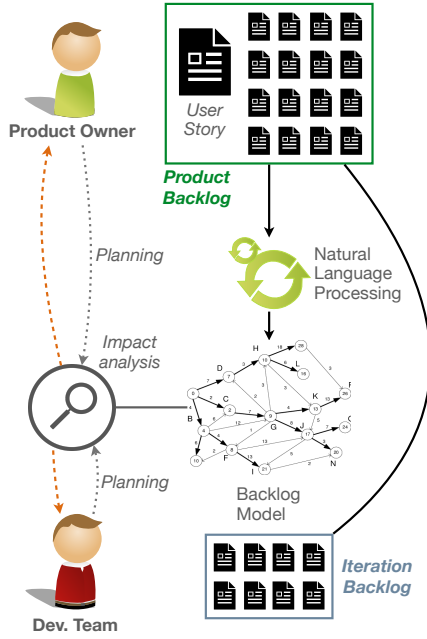 Product Owner
User
Story
Product
Backlog
Planning
Natural
Language
Processing
Impact
analysis
H
D
L
C
K
B
G
J
F
I
N
Planning
Backlog
Model
Iteration
Backlog
Dev. Team